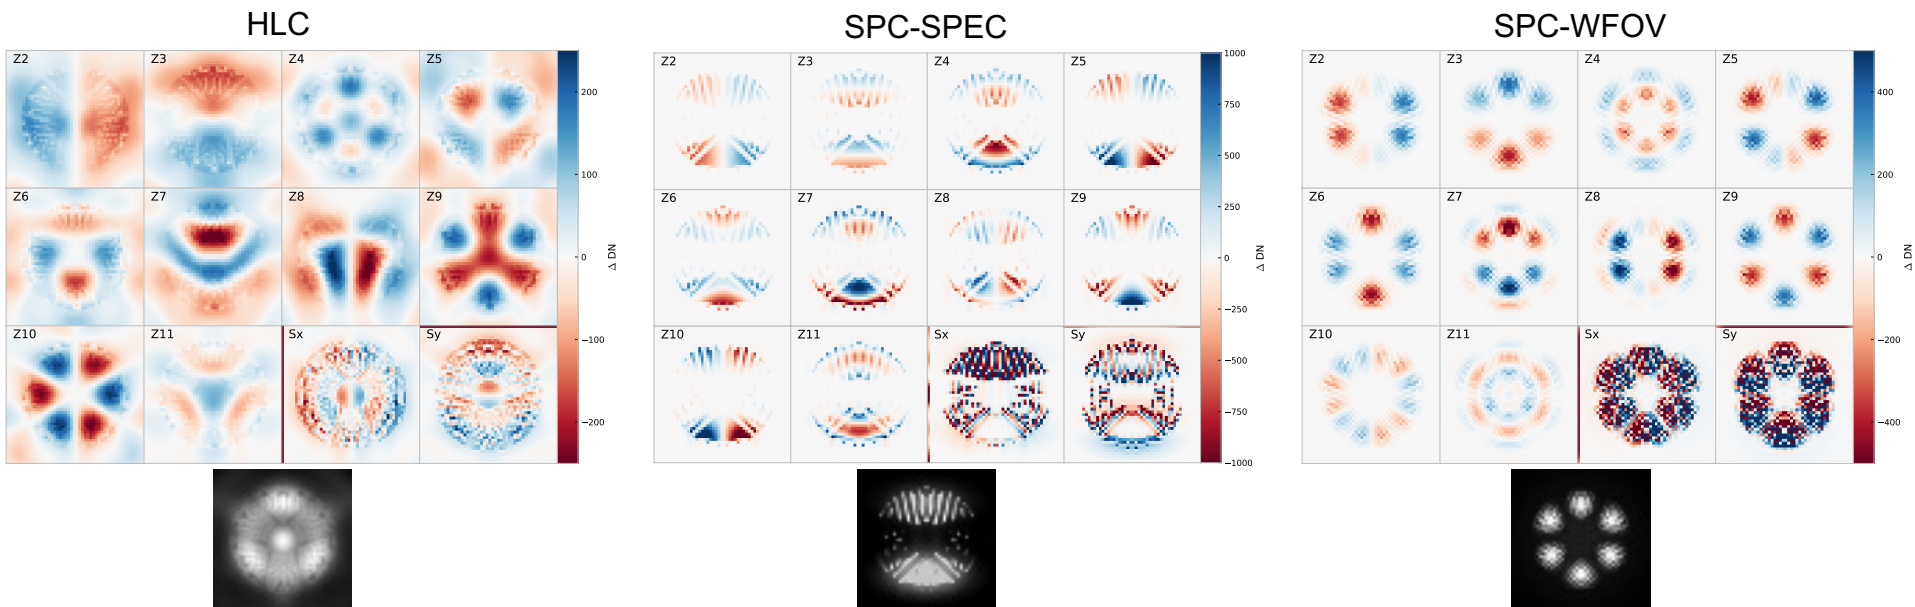 HLC
Z2 Z3 Z4 Z5
Z6 Z7 Z8 Z9
Z10 Z11 Sx Sy
200
100
0
−100
−200
Δ DN
SPC-SPEC
Z2 Z3 Z4 Z5
Z6 Z7 Z8 Z9
Z10 Z11 Sx Sy
1000
750
500
250
0
−250
−500
−750
−1000
Δ DN
SPC-WFOV
Z2 Z3 Z4 Z5
Z6 Z7 Z8 Z9
Z10 Z11 Sx Sy
400
200
0
−200
−400
Δ DN